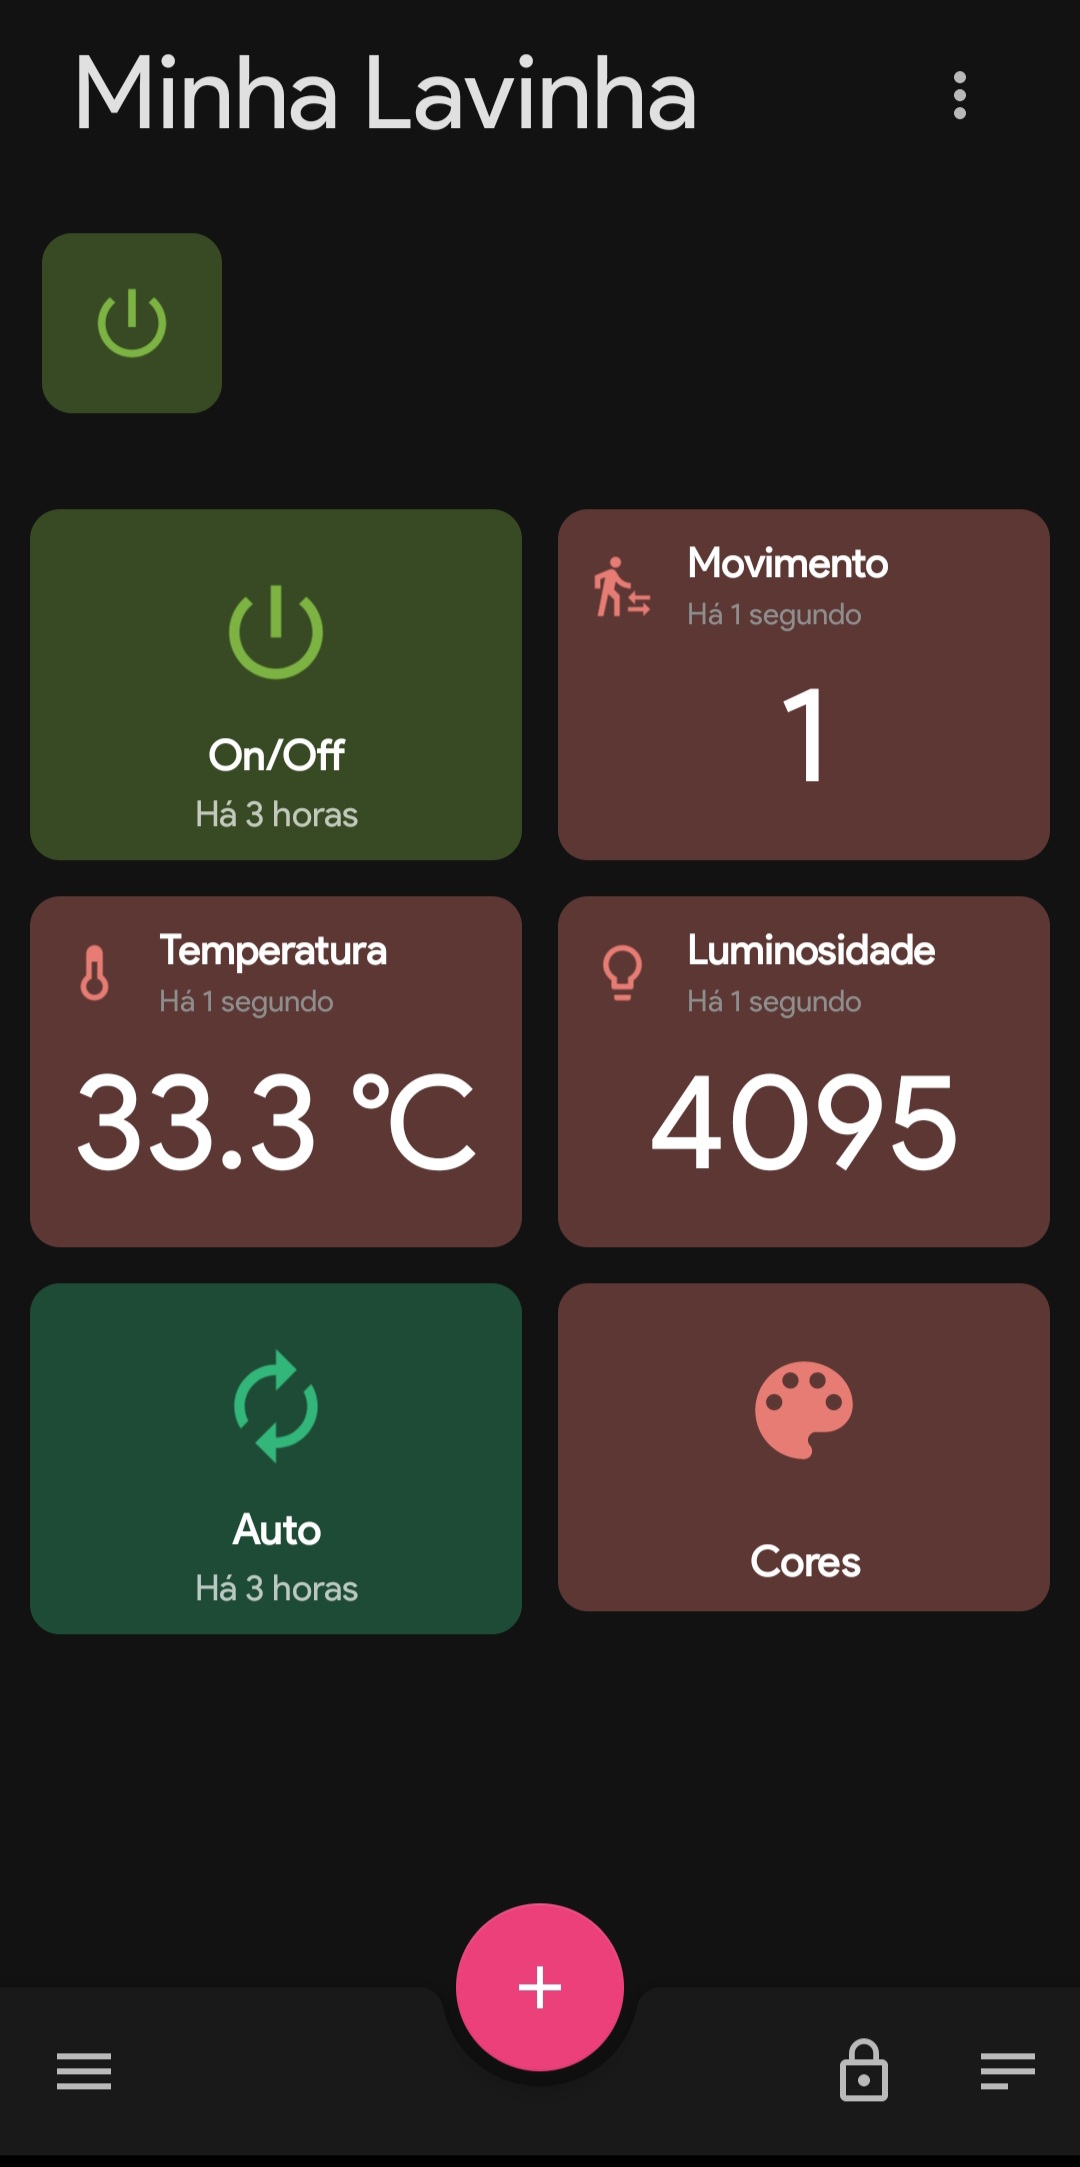 Minha Lavinha
On/Off
Há 3 horas
Movimento
Há 1 segundo
1
Temperatura
Há 1 segundo
33.3 °C
Luminosidade
Há 1 segundo
4095
Auto
Há 3 horas
Cores